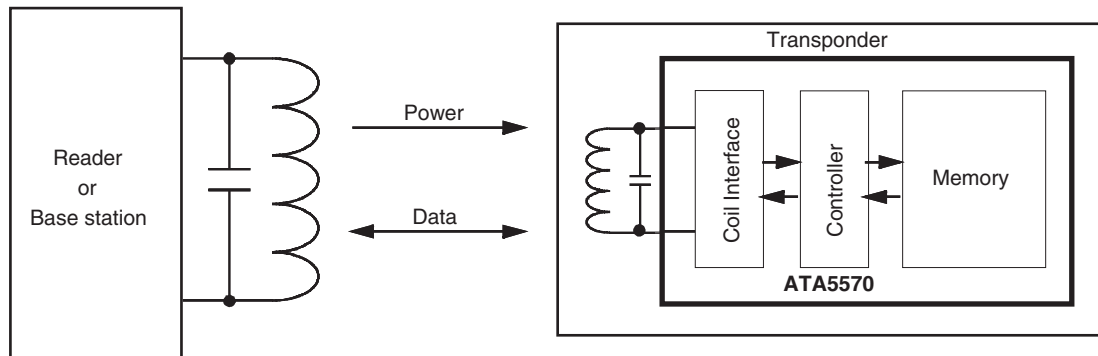 Reader
or
Base station
Power
Data
Transponder
Coil Interface
Controller
Memory
ATA5570